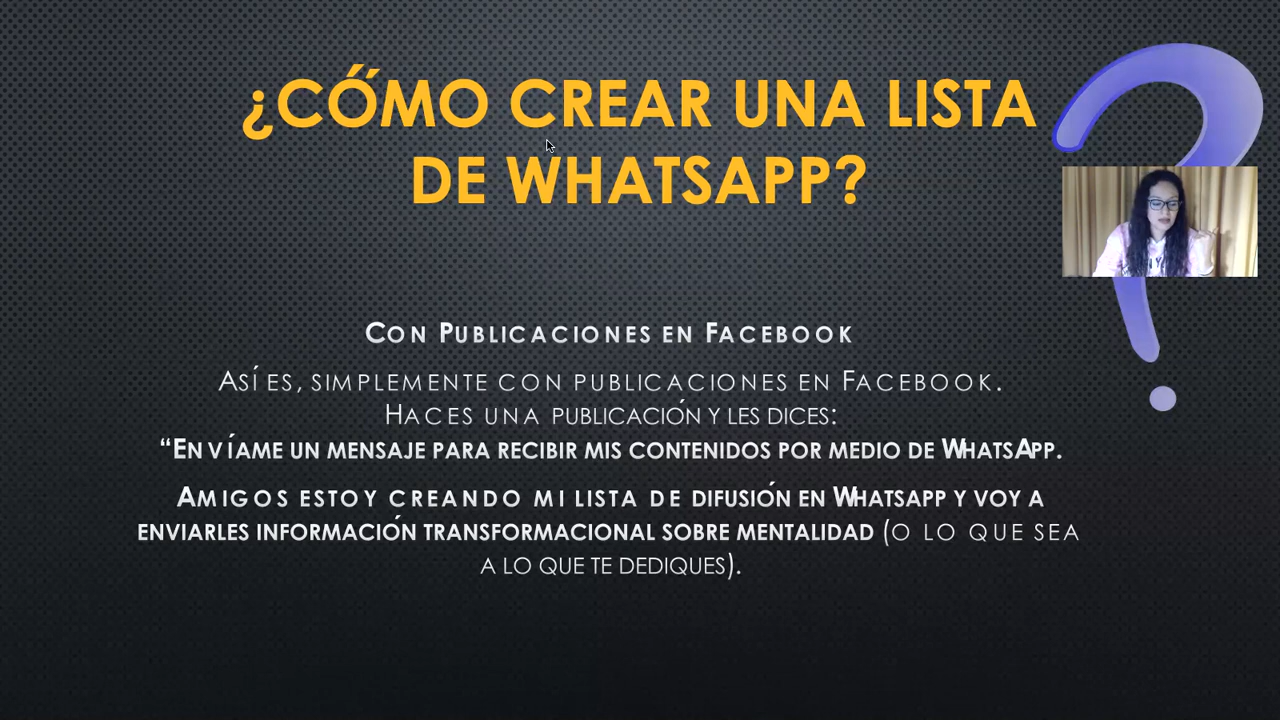 ¿CÓMO CREAR UNA LISTA
DE WHATSAPP?
CON PUBLICACIONES EN FACEBOOK
ASÍ ES, SIMPLEMENTE CON PUBLICACIONES EN FACEBOOK.
HACES UNA PUBLICACIÓN Y LES DICES:
“ENVÍAME UN MENSAJE PARA RECIBIR MIS CONTENIDOS POR MEDIO DE WHATSAPP.
AMIGOS ESTOY CREANDO MI LISTA DE DIFUSIÓN EN WHATSAPP Y VOY A
ENVIARLES INFORMACIÓN TRANSFORMACIONAL SOBRE MENTALIDAD (O LO QUE SEA
A LO QUE TE DEDIQUES).